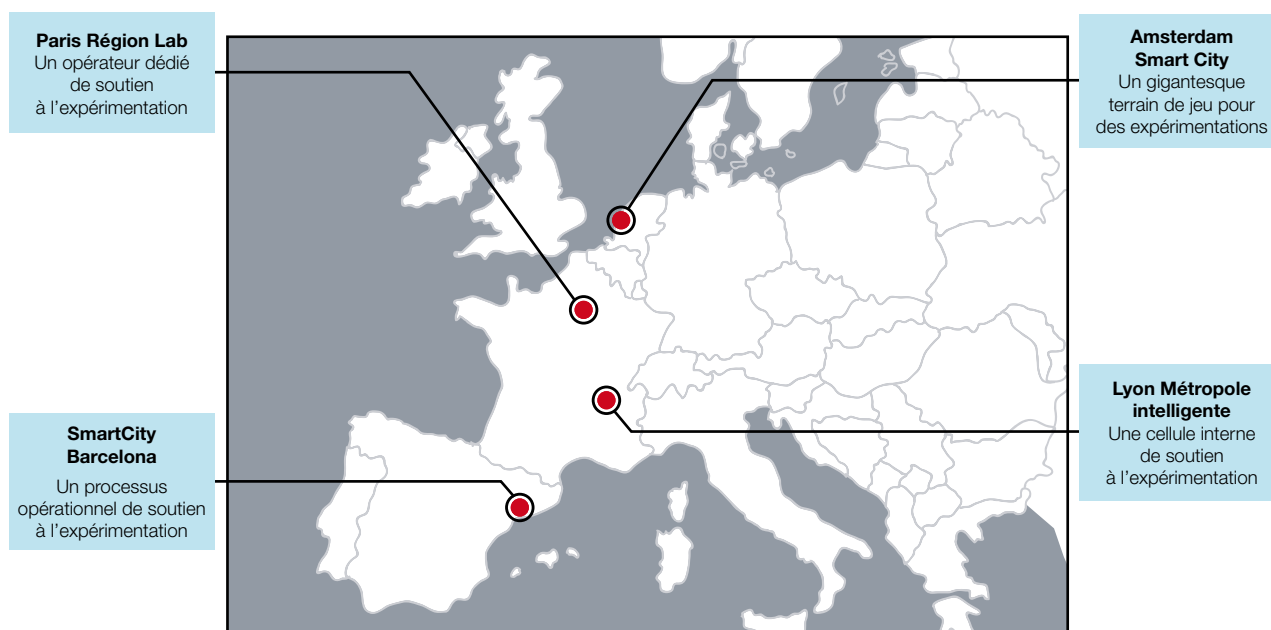 Paris Région Lab
Un opérateur dédié
de soutien
à l’expérimentation
Amsterdam
Smart City
Un gigantesque
terrain de jeu pour
des expérimentations
SmartCity
Barcelona
Un processus
opérationnel de soutien
à l’expérimentation
Lyon Métropole
intelligente
Une cellule interne
de soutien
à l’expérimentation